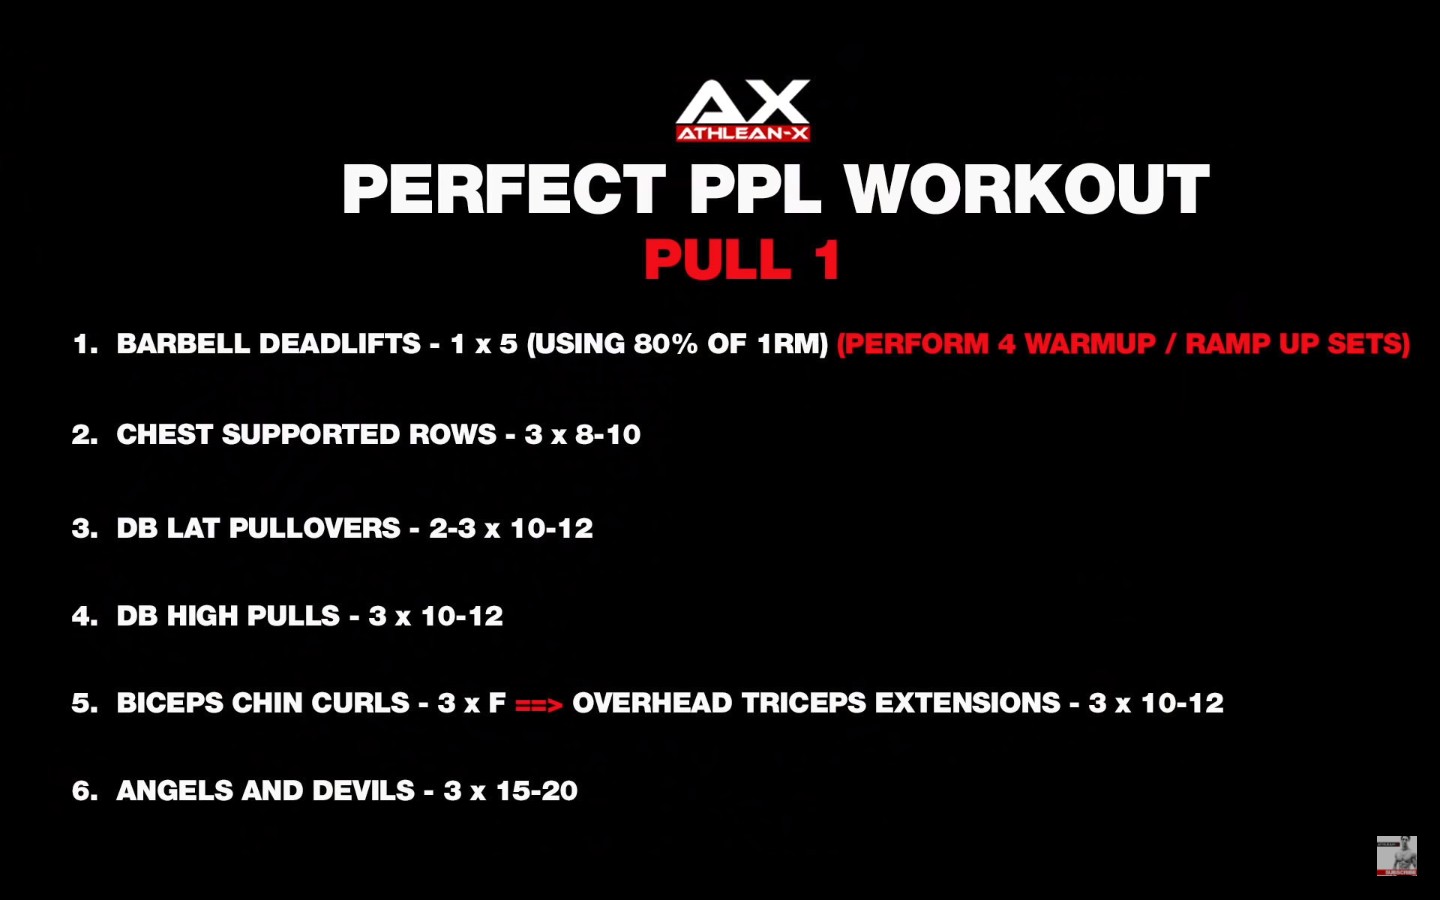 AX
ATHLEAN-X
PERFECT PPL WORKOUT
PULL 1
1. BARBELL DEADLIFTS - 1 x 5 (USING 80% OF 1RM) (PERFORM 4 WARMUP / RAMP UP SETS)
2. CHEST SUPPORTED ROWS - 3 x 8-10
3. DB LAT PULLOVERS - 2-3 x 10-12
4. DB HIGH PULLS - 3 x 10-12
5. BICEPS CHIN CURLS - 3 x F ==> OVERHEAD TRICEPS EXTENSIONS - 3 x 10-12
6. ANGELS AND DEVILS - 3 x 15-20
SUBSCRIBE